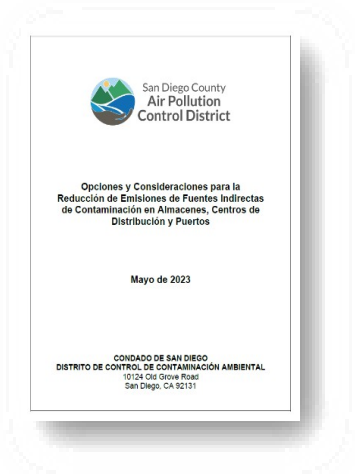 San Diego County
Air Pollution
Control District
Opciones y Consideraciones para la
Reducción de Emisiones de Fuentes Indirectas
de Contaminación en Almacenes, Centros de
Distribución y Puertos
Mayo de 2023
CONDADO DE SAN DIEGO
DISTRITO DE CONTROL DE CONTAMINACIÓN AMBIENTAL
10124 Old Grove Road
San Diego, CA 92131